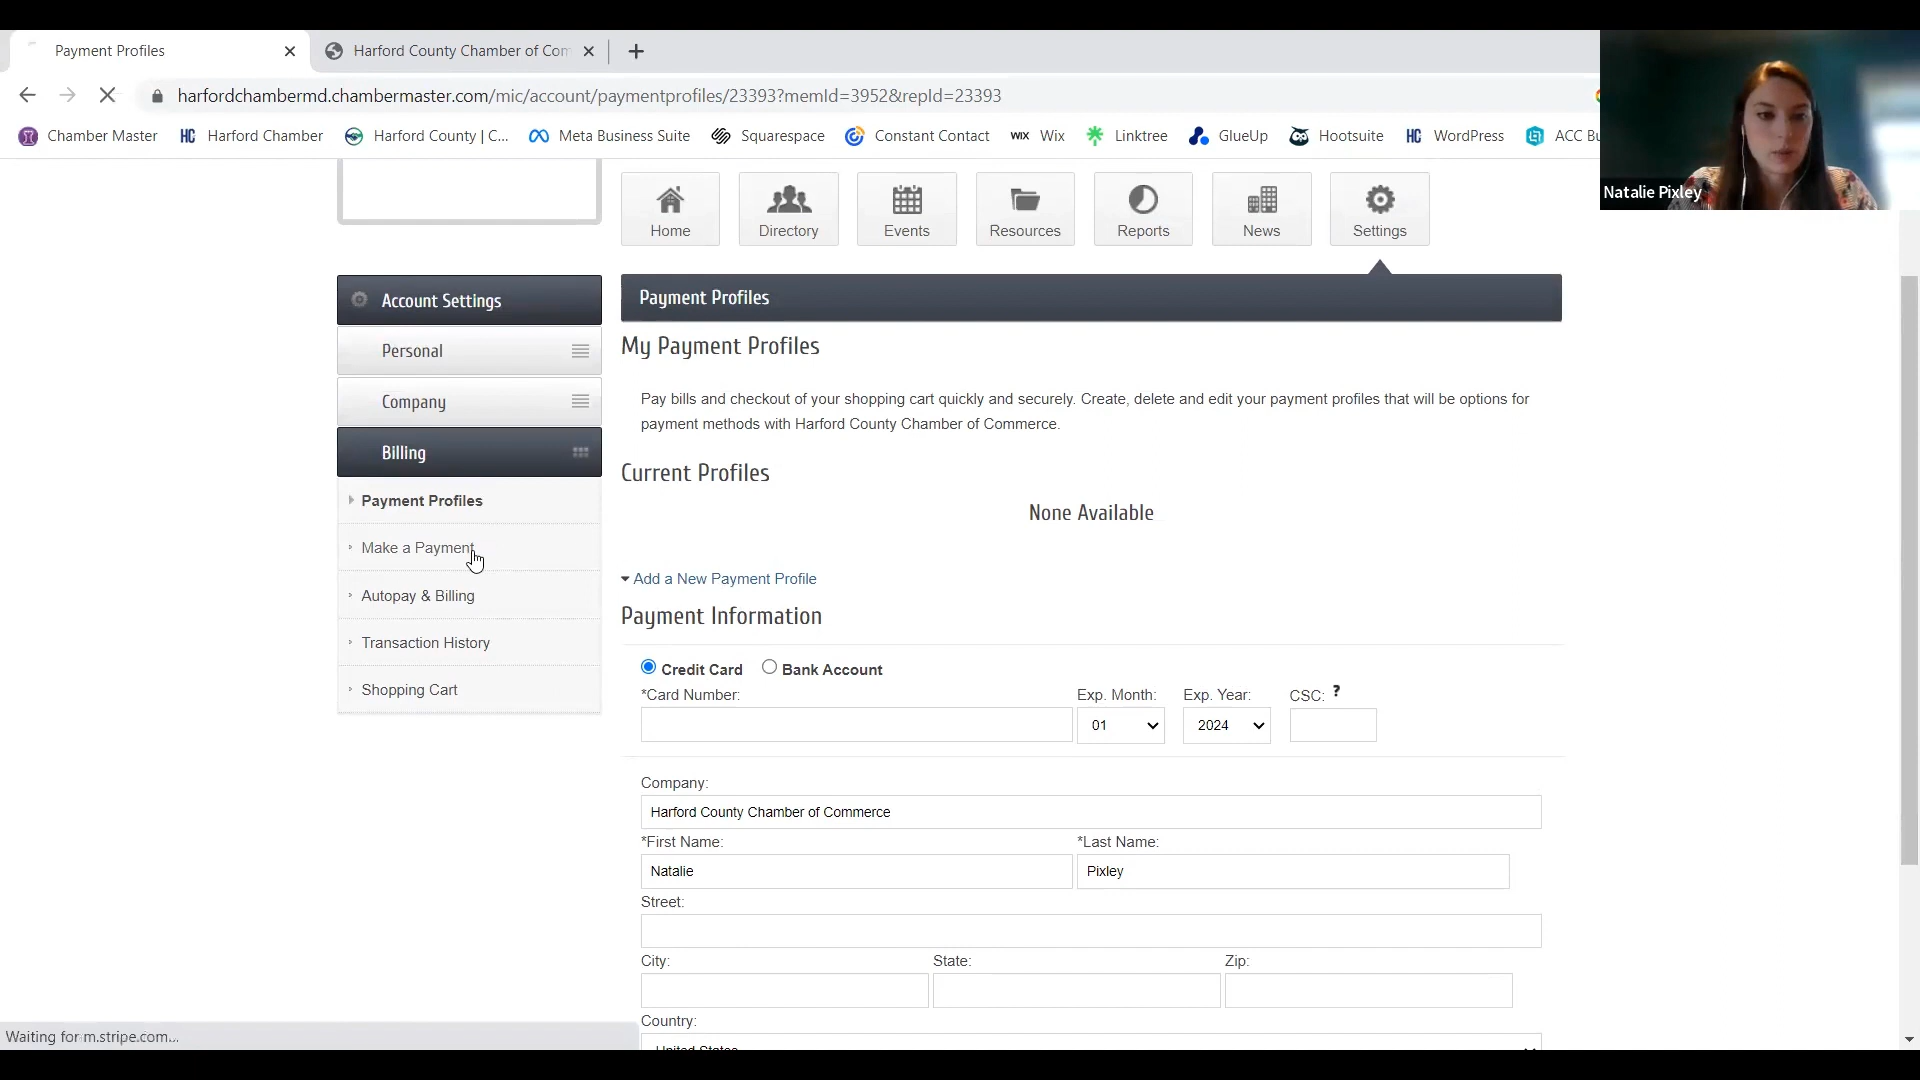 Payment Profiles
Harford County Chamber of Com
harfordchambermd.chambermaster.com/mic/account/paymentprofiles/23393?memId=3952&repId=23393
Chamber Master
HC Harford Chamber
Harford County | C...
Meta Business Suite
Squarespace
Constant Contact
WIX Wix
Linktree
GlueUp
Hootsuite
HC WordPress
ACC Bu
Natalie Pixley
Home
Directory
Events
Resources
Reports
News
Settings
Account Settings
Personal
Company
Billing
Payment Profiles
Make a Payment
Autopay & Billing
Transaction History
Shopping Cart
Payment Profiles
My Payment Profiles
Pay bills and checkout of your shopping cart quickly and securely. Create, delete and edit your payment profiles that will be options for
payment methods with Harford County Chamber of Commerce.
Current Profiles
None Available
Add a New Payment Profile
Payment Information
Credit Card Bank Account
*Card Number: Exp. Month: Exp. Year: CSC: ?
01 2024
Company:
Harford County Chamber of Commerce
*First Name: *Last Name:
Natalie Pixley
Street:
City: State: Zip:
Country:
United States
Waiting for m.stripe.com...